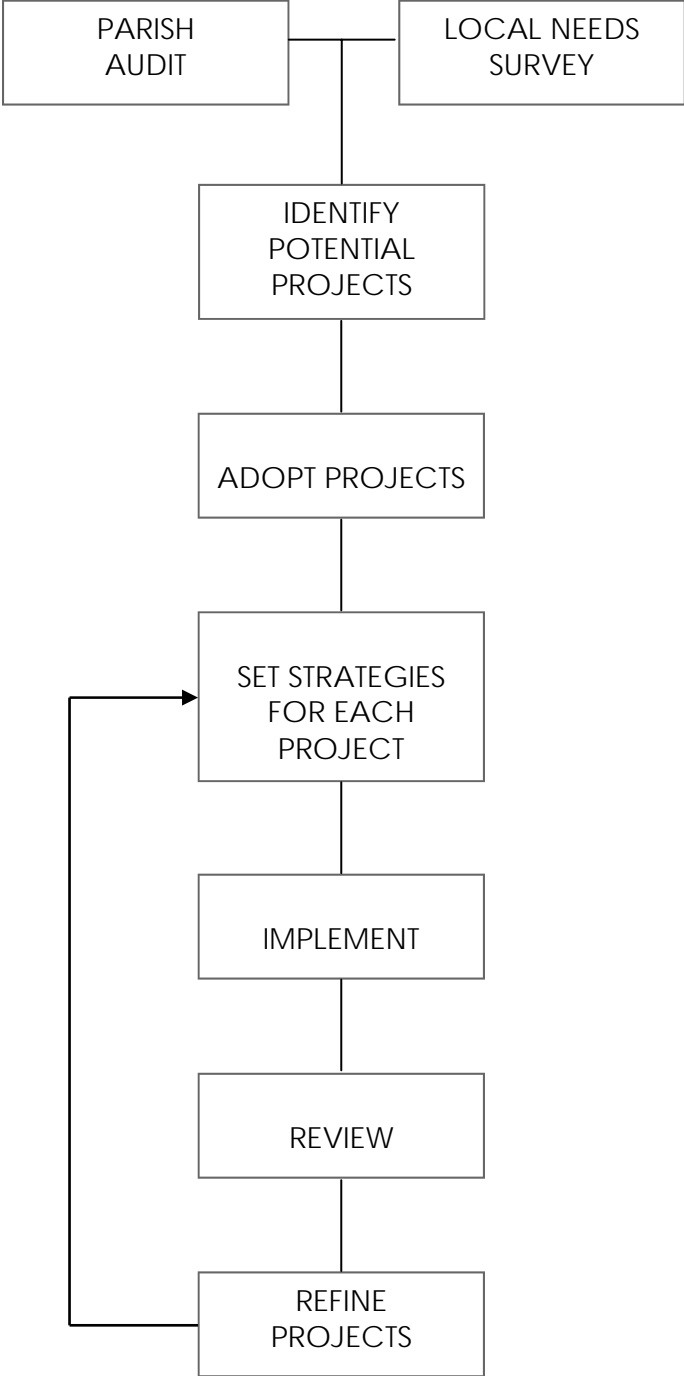 PARISH
AUDIT
LOCAL NEEDS
SURVEY
IDENTIFY
POTENTIAL
PROJECTS
ADOPT PROJECTS
SET STRATEGIES
FOR EACH
PROJECT
IMPLEMENT
REVIEW
REFINE
PROJECTS